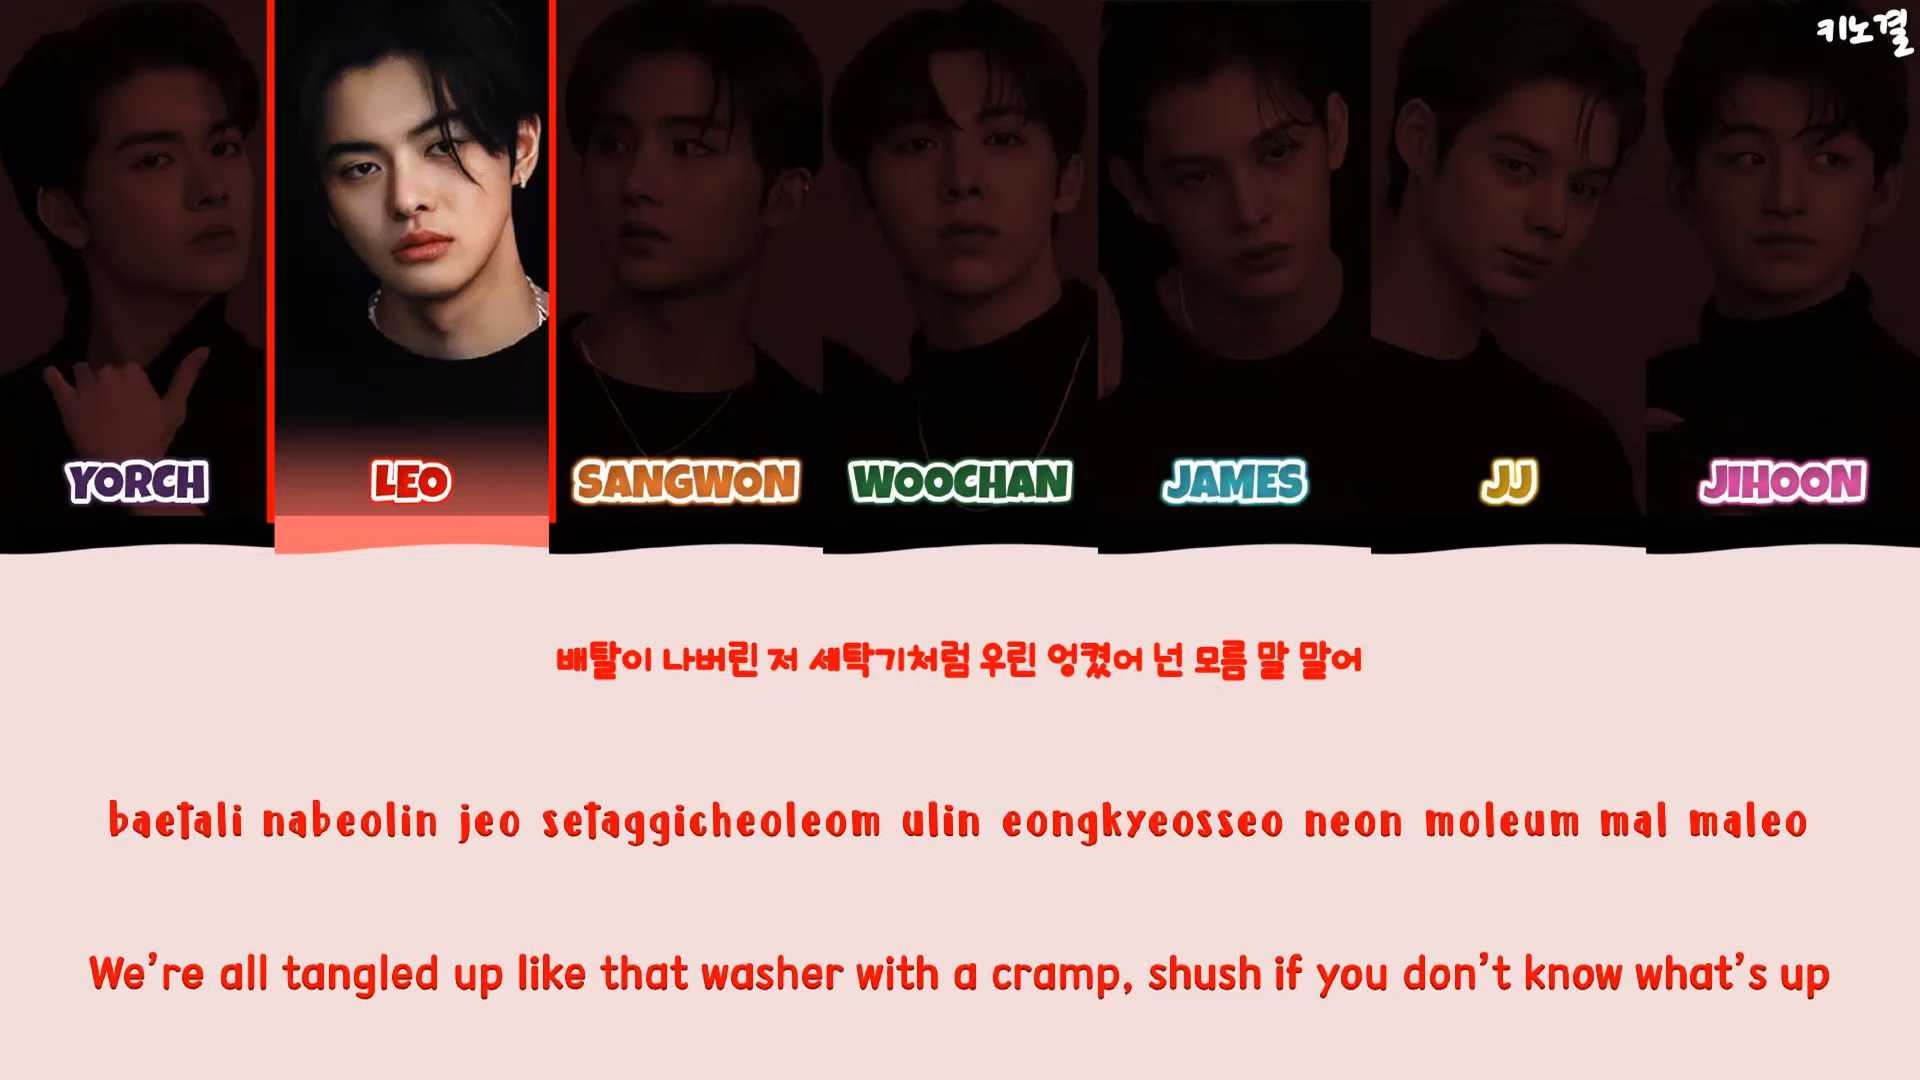 키노결
YORCH LEO SANGWON WOOCHAN JAMES JJ JIHOON
배탈이 나버린 저 세탁기처럼 우린 엉켰어 넌 모름 말 말어
baetali nabeolin jeo setaggicheoleom ulin eongkyeosseo neon moleum mal maleo
We're all tangled up like that washer with a cramp, shush if you don't know what's up